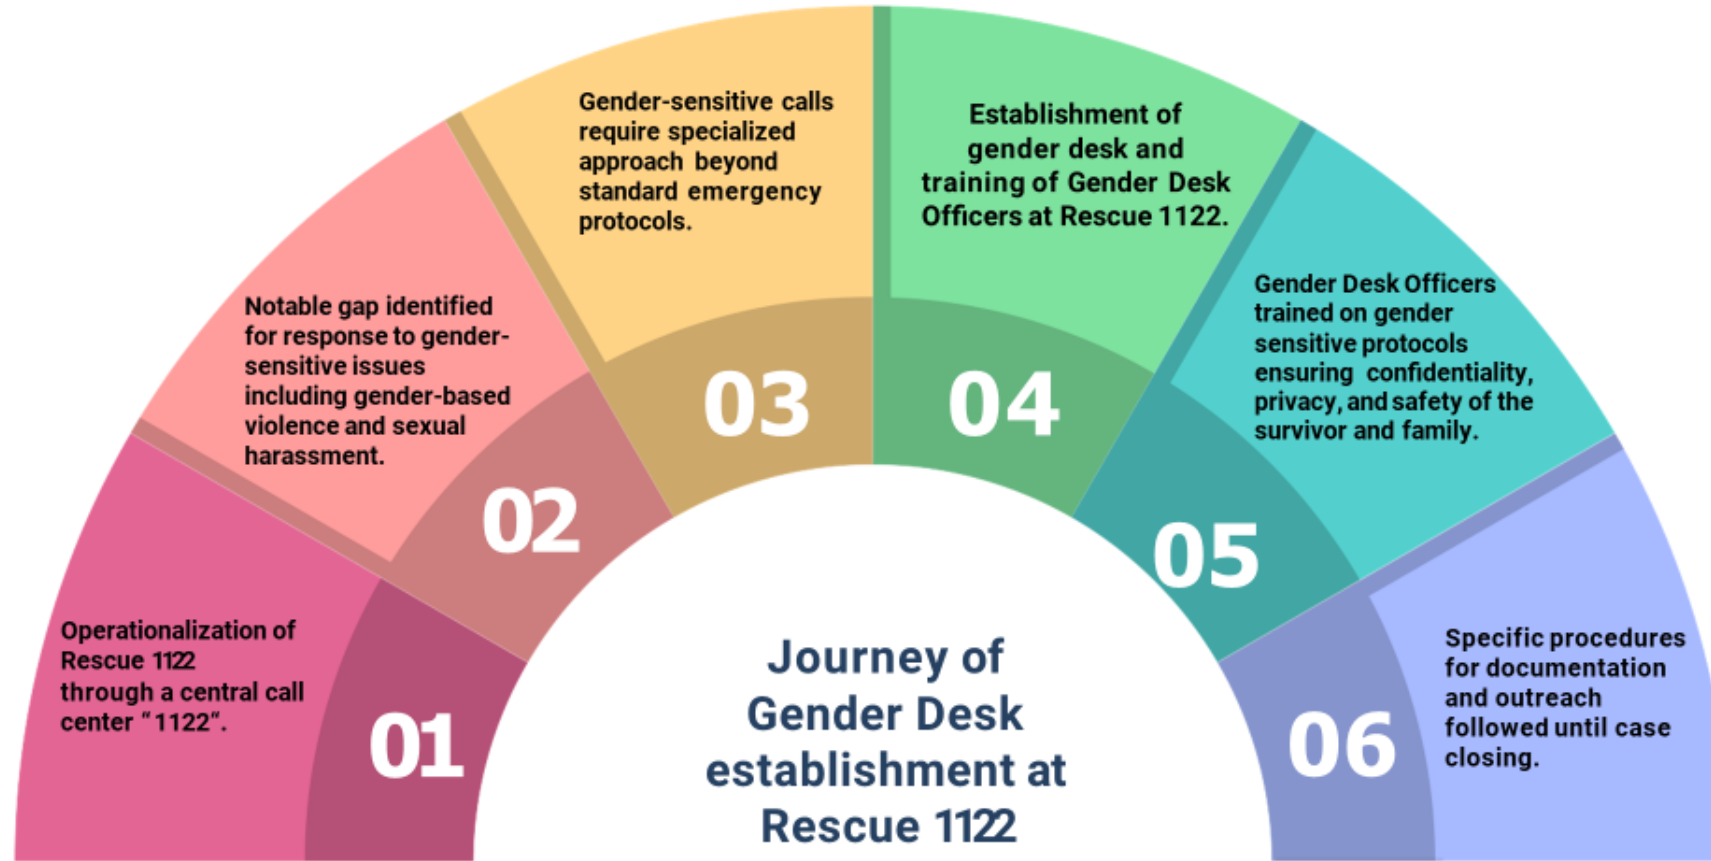 01
Operationalization of
Rescue 1122
through a central call
center “1122“.
02
Notable gap identified
for response to gender-
sensitive issues
including gender-based
violence and sexual
harassment.
03
Gender-sensitive calls
require specialized
approach beyond
standard emergency
protocols.
04
Establishment of
gender desk and
training of Gender Desk
Officers at Rescue 1122.
05
Gender Desk Officers
trained on gender
sensitive protocols
ensuring confidentiality,
privacy, and safety of the
survivor and family.
06
Specific procedures
for documentation
and outreach
followed until case
closing.
Journey of
Gender Desk
establishment at
Rescue 1122